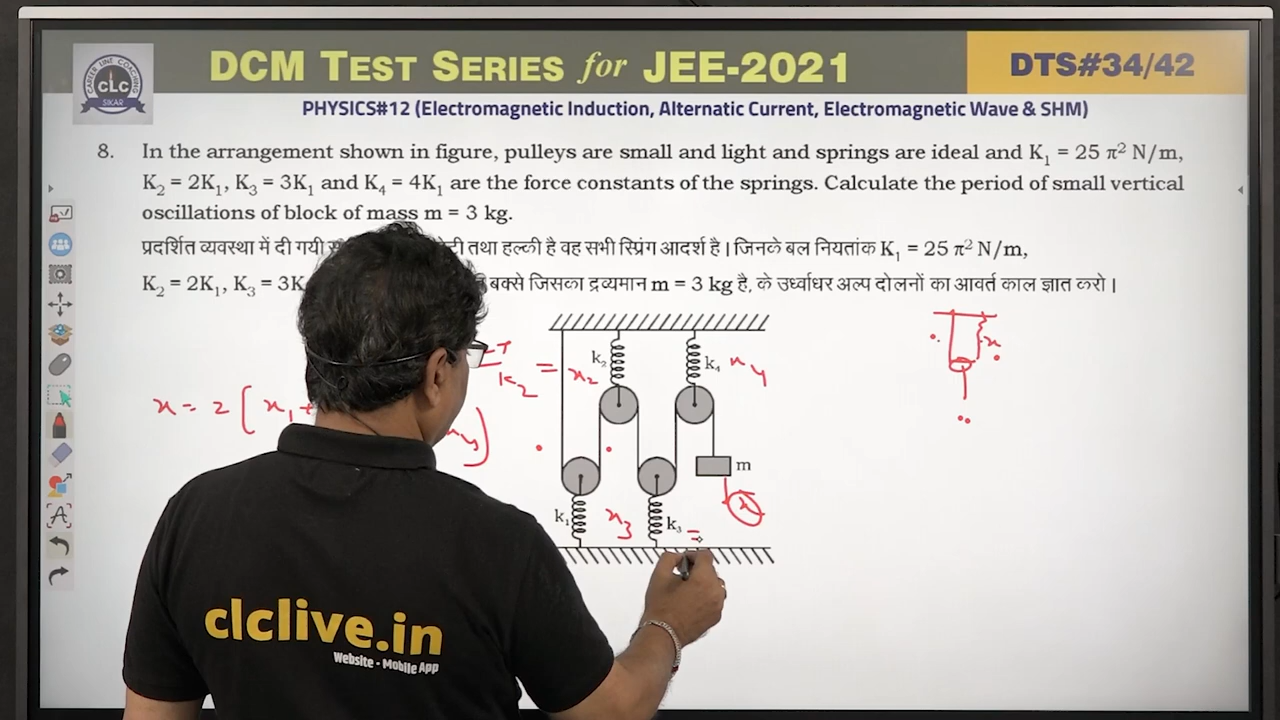 DCM TEST SERIES for JEE-2021
DTS#34/42
CAREER LINE COACHING
CLC
SIKAR
PHYSICS#12 (Electromagnetic Induction, Alternatic Current, Electromagnetic Wave & SHM)
8. In the arrangement shown in figure, pulleys are small and light and springs are ideal and K₁ = 25 π² N/m,
K₂ = 2K₁, K₃ = 3K₁ and K₄ = 4K₁ are the force constants of the springs. Calculate the period of small vertical
oscillations of block of mass m = 3 kg.
प्रदर्शित व्यवस्था में दी गयी तथा हल्की है वह सभी स्प्रिंग आदर्श है। जिनके बल नियतांक K₁ = 25 π² N/m,
K₂ = 2K₁, K₃ = 3K बक्से जिसका द्रव्यमान m = 3 kg है, के उर्ध्वाधर अल्प दोलनों का आवर्त काल ज्ञात करो।
k₂ = x₂
k₂
k₄ x₄
x
x = 2 [ x₁ +
m
x
k₁ x₃ k₃ =
clclive.in
Website - Mobile App